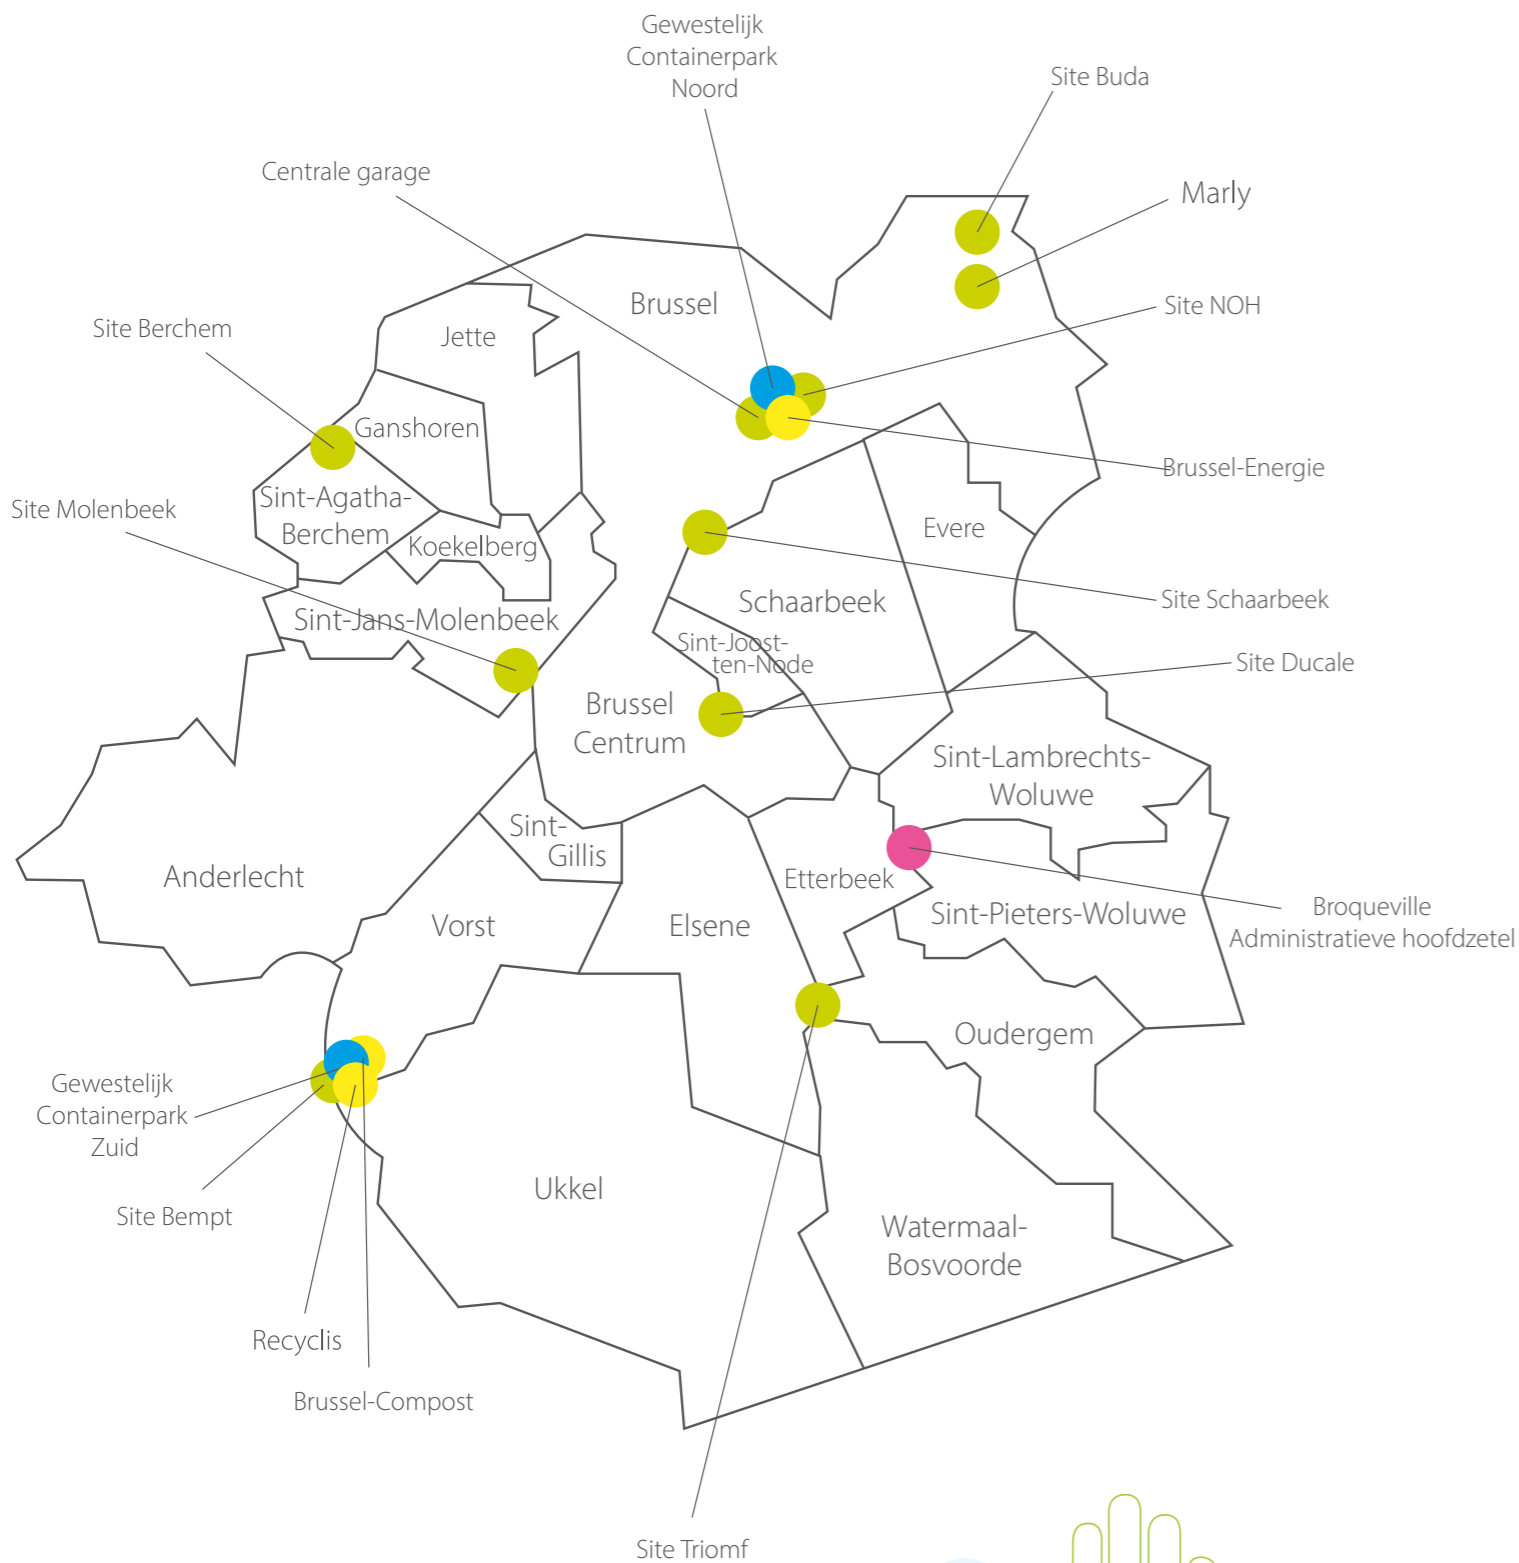 Gewestelijk
Containerpark
Noord
Site Buda
Centrale garage
Marly
Brussel
Site NOH
Site Berchem
Jette
Ganshoren
Brussel-Energie
Sint-Agatha-
Berchem
Site Molenbeek
Koekelberg
Evere
Schaarbeek
Site Schaarbeek
Sint-Jans-Molenbeek
Sint-Joost-
ten-Node
Site Ducale
Brussel
Centrum
Sint-Lambrechts-
Woluwe
Sint-
Gillis
Anderlecht
Etterbeek
Vorst
Elsene
Sint-Pieters-Woluwe
Broqueville
Administratieve hoofdzetel
Oudergem
Gewestelijk
Containerpark
Zuid
Site Bempt
Ukkel
Watermaal-
Bosvoorde
Recyclis
Brussel-Compost
Site Triomf